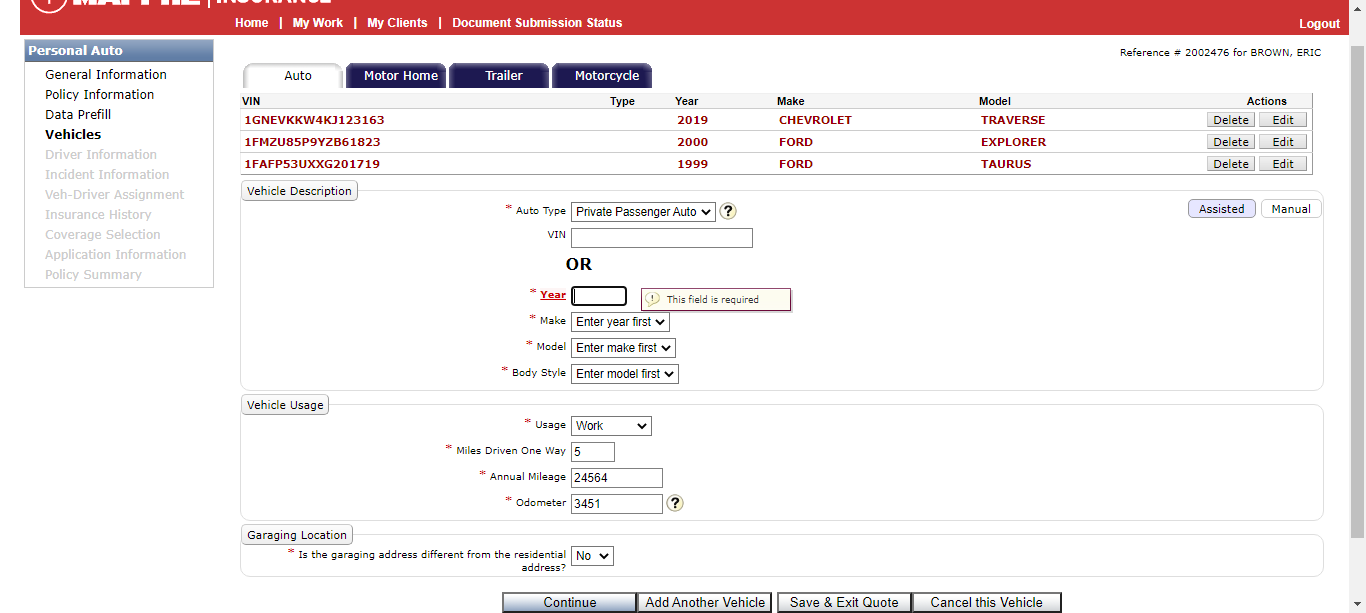 Home | My Work | My Clients | Document Submission Status
Logout
Personal Auto
General Information
Policy Information
Data Prefill
Vehicles
Driver Information
Incident Information
Veh-Driver Assignment
Insurance History
Coverage Selection
Application Information
Policy Summary
Reference # 2002476 for BROWN, ERIC
Auto Motor Home Trailer Motorcycle
VIN Type Year Make Model Actions
1GNEVKKW4KJ123163 2019 CHEVROLET TRAVERSE Delete Edit
1FMZU85P9YZB61823 2000 FORD EXPLORER Delete Edit
1FAFP53UXXG201719 1999 FORD TAURUS Delete Edit
Vehicle Description
* Auto Type Private Passenger Auto ?
Assisted Manual
VIN
OR
* Year ! This field is required
* Make Enter year first
* Model Enter make first
* Body Style Enter model first
Vehicle Usage
* Usage Work
* Miles Driven One Way 5
* Annual Mileage 24564
* Odometer 3451 ?
Garaging Location
* Is the garaging address different from the residential
address? No
Continue Add Another Vehicle Save & Exit Quote Cancel this Vehicle